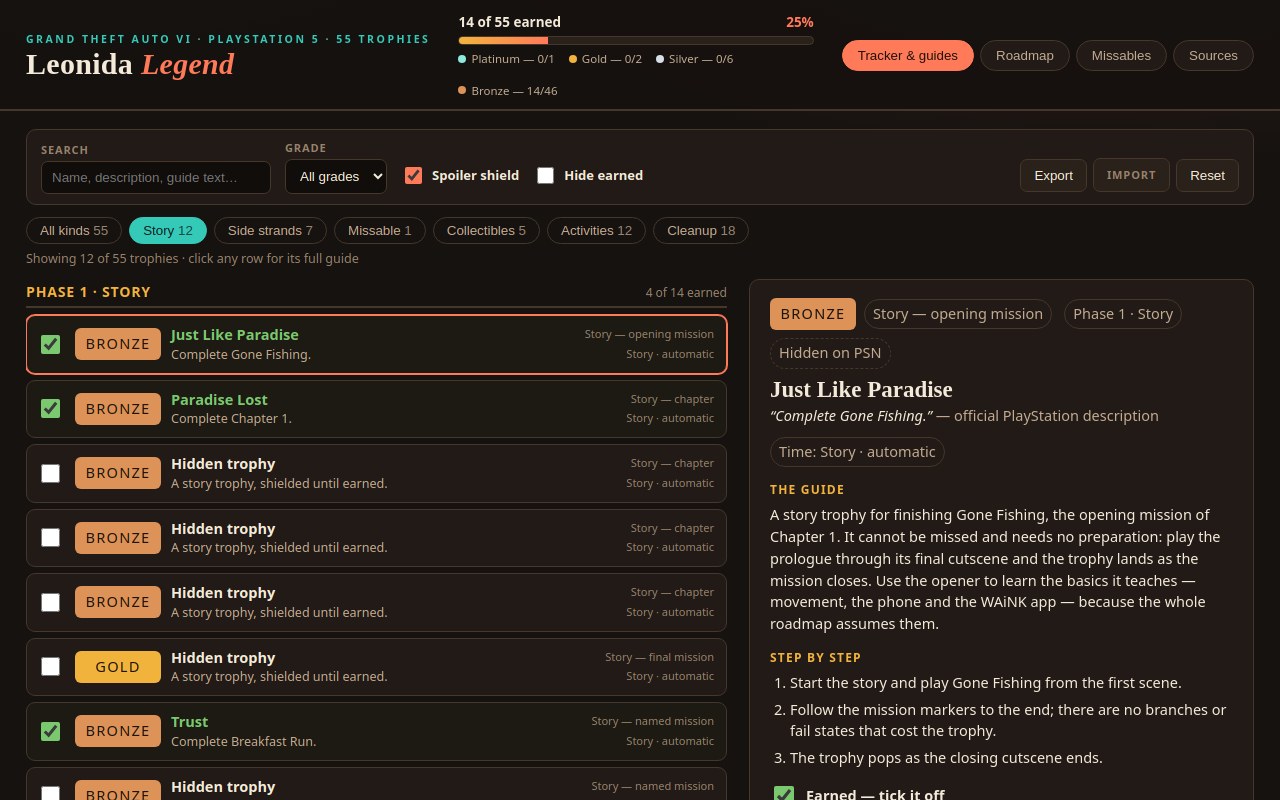 GRAND THEFT AUTO VI · PLAYSTATION 5 · 55 TROPHIES
Leonida Legend
14 of 55 earned 25%
Platinum — 0/1 Gold — 0/2 Silver — 0/6
Bronze — 14/46
Tracker & guides Roadmap Missables Sources
SEARCH
Name, description, guide text…
GRADE
All grades
Spoiler shield
Hide earned
Export IMPORT Reset
All kinds 55 Story 12 Side strands 7 Missable 1 Collectibles 5 Activities 12 Cleanup 18
Showing 12 of 55 trophies · click any row for its full guide
PHASE 1 · STORY 4 of 14 earned
BRONZE
Just Like Paradise
Complete Gone Fishing.
Story — opening mission
Story · automatic
BRONZE
Paradise Lost
Complete Chapter 1.
Story — chapter
Story · automatic
BRONZE
Hidden trophy
A story trophy, shielded until earned.
Story — chapter
Story · automatic
BRONZE
Hidden trophy
A story trophy, shielded until earned.
Story — chapter
Story · automatic
BRONZE
Hidden trophy
A story trophy, shielded until earned.
Story — chapter
Story · automatic
GOLD
Hidden trophy
A story trophy, shielded until earned.
Story — final mission
Story · automatic
BRONZE
Trust
Complete Breakfast Run.
Story — named mission
Story · automatic
BRONZE
Hidden trophy
Story — named mission
BRONZE Story — opening mission Phase 1 · Story
Hidden on PSN
Just Like Paradise
“Complete Gone Fishing.” — official PlayStation description
Time: Story · automatic
THE GUIDE
A story trophy for finishing Gone Fishing, the opening mission of
Chapter 1. It cannot be missed and needs no preparation: play the
prologue through its final cutscene and the trophy lands as the
mission closes. Use the opener to learn the basics it teaches —
movement, the phone and the WAiNK app — because the whole
roadmap assumes them.
STEP BY STEP
1. Start the story and play Gone Fishing from the first scene.
2. Follow the mission markers to the end; there are no branches or
fail states that cost the trophy.
3. The trophy pops as the closing cutscene ends.
Earned — tick it off